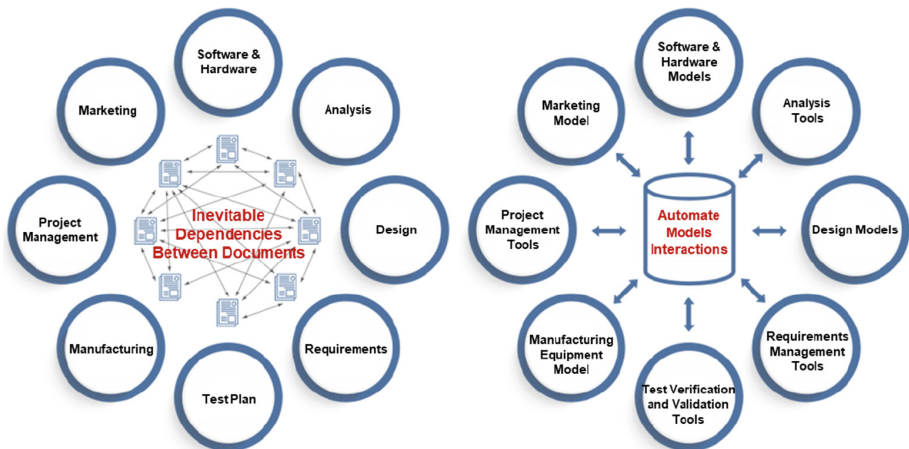 Software &
Hardware
Marketing
Analysis
Inevitable
Dependencies
Between Documents
Project
Management
Design
Manufacturing
Requirements
Test Plan
Software &
Hardware
Models
Marketing
Model
Analysis
Tools
Project
Management
Tools
Automate
Models
Interactions
Design Models
Manufacturing
Equipment
Model
Requirements
Management
Tools
Test Verification
and Validation
Tools